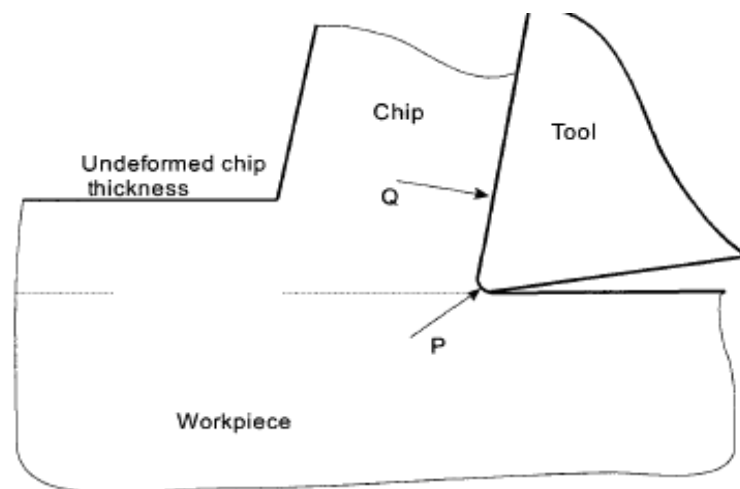 Chip
Tool
Undeformed chip
thickness
Q
P
Workpiece